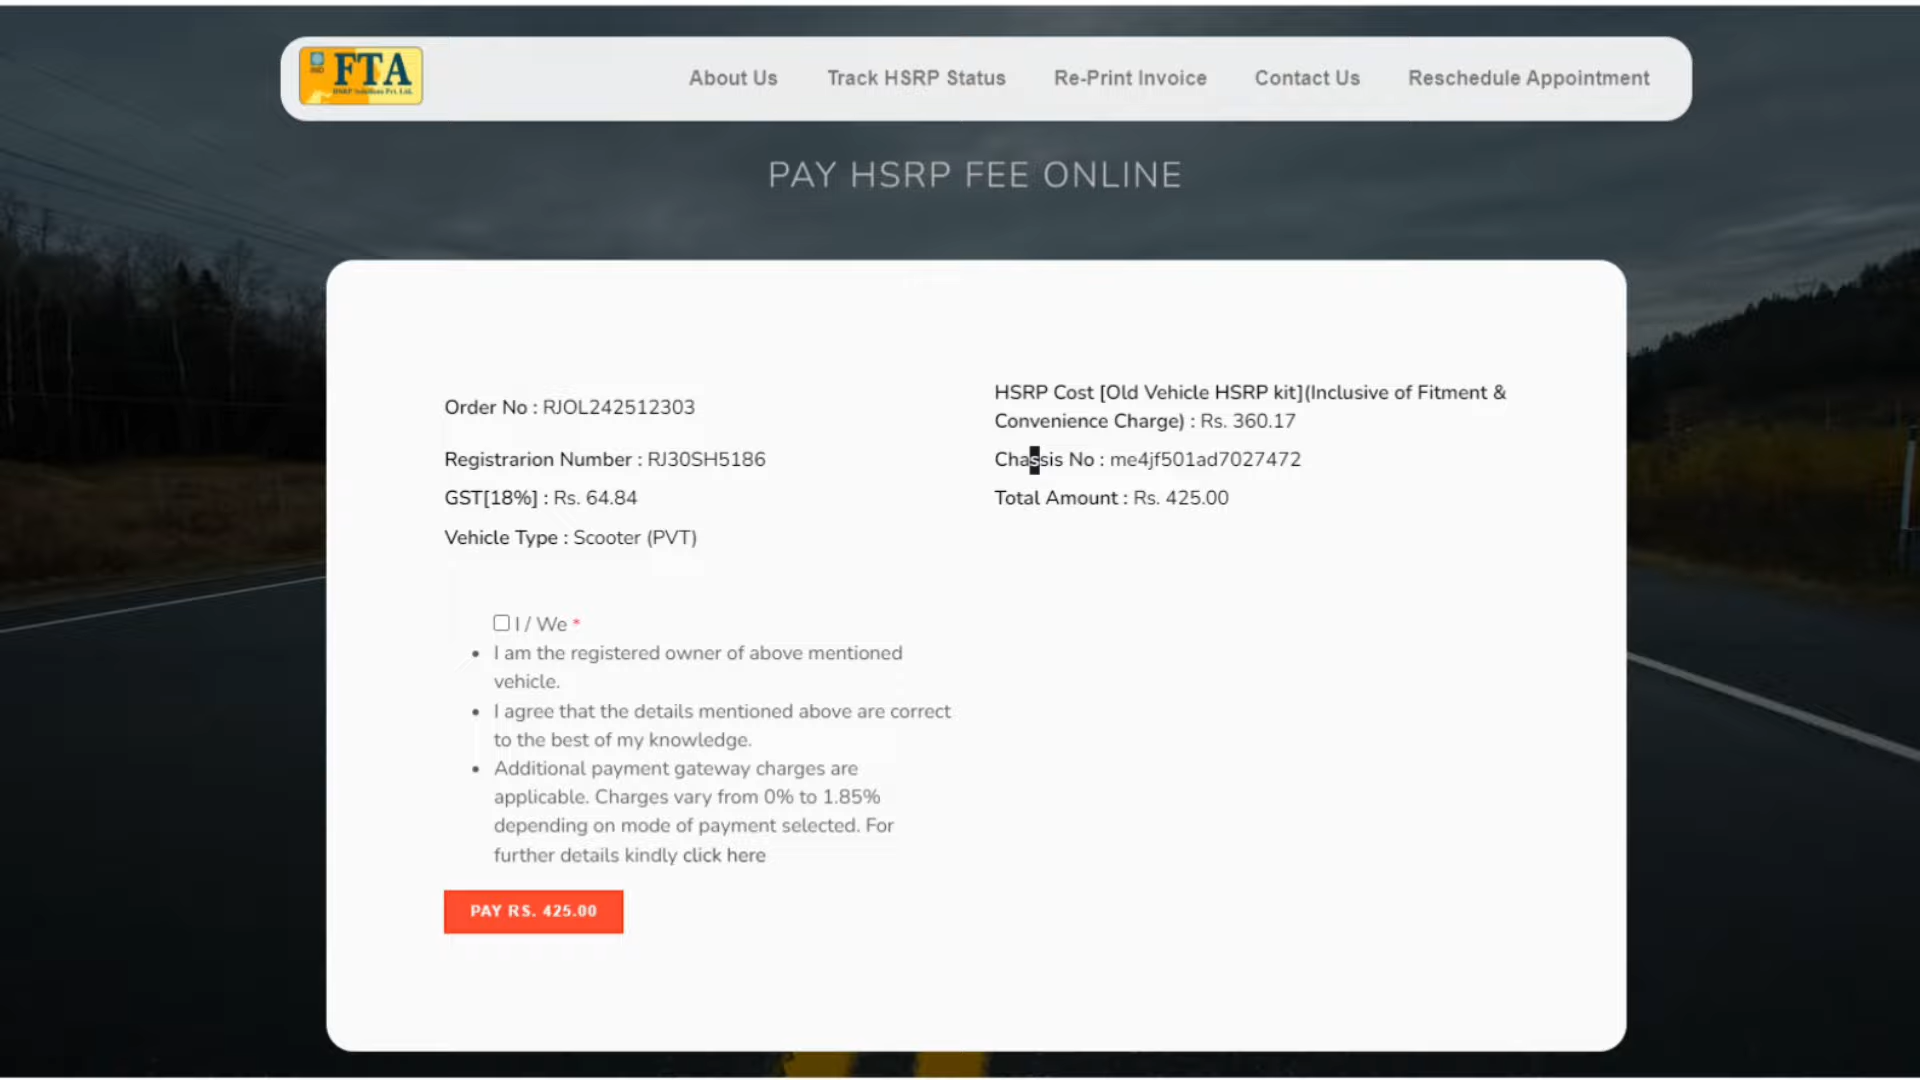 IND
FTA
HSRP Solutions Pvt. Ltd.
About Us
Track HSRP Status
Re-Print Invoice
Contact Us
Reschedule Appointment
PAY HSRP FEE ONLINE
Order No : RJOL242512303
HSRP Cost [Old Vehicle HSRP kit](Inclusive of Fitment &
Convenience Charge) : Rs. 360.17
Registrarion Number : RJ30SH5186
Chassis No : me4jf501ad7027472
GST[18%] : Rs. 64.84
Total Amount : Rs. 425.00
Vehicle Type : Scooter (PVT)
I / We *
I am the registered owner of above mentioned
vehicle.
I agree that the details mentioned above are correct
to the best of my knowledge.
Additional payment gateway charges are
applicable. Charges vary from 0% to 1.85%
depending on mode of payment selected. For
further details kindly click here
PAY RS. 425.00